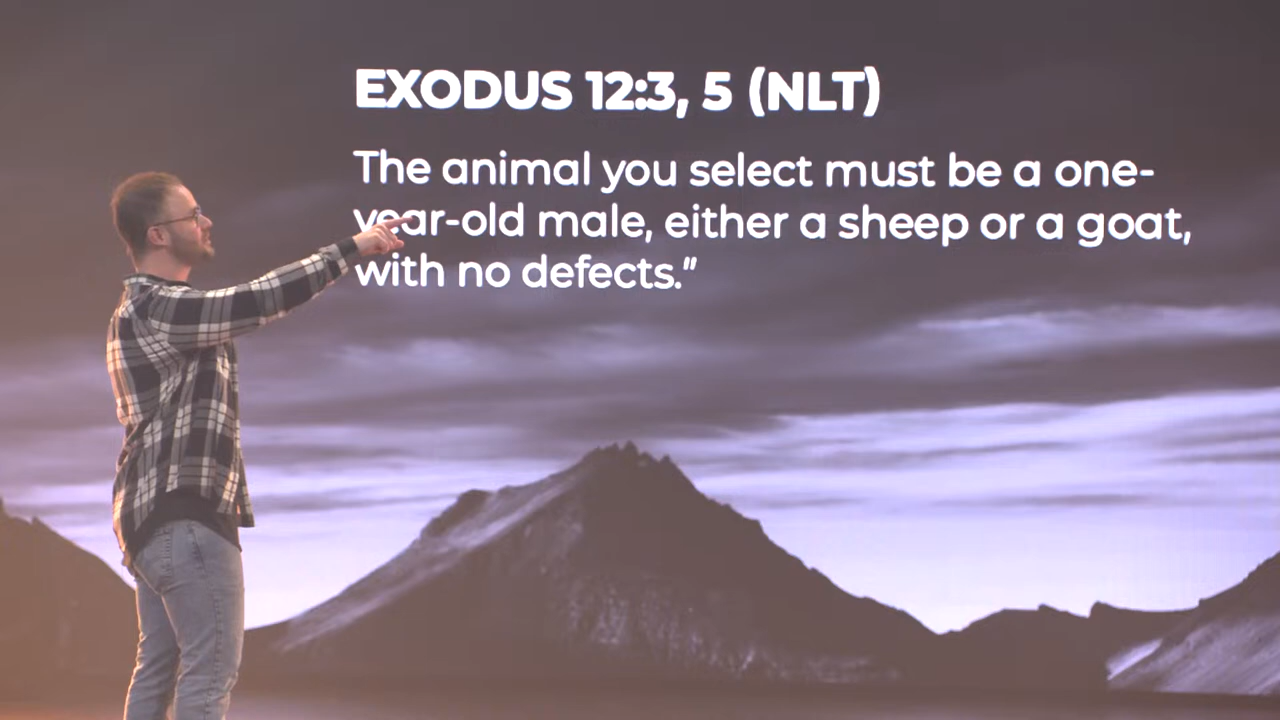 EXODUS 12:3, 5 (NLT)
The animal you select must be a one-
year-old male, either a sheep or a goat,
with no defects.”